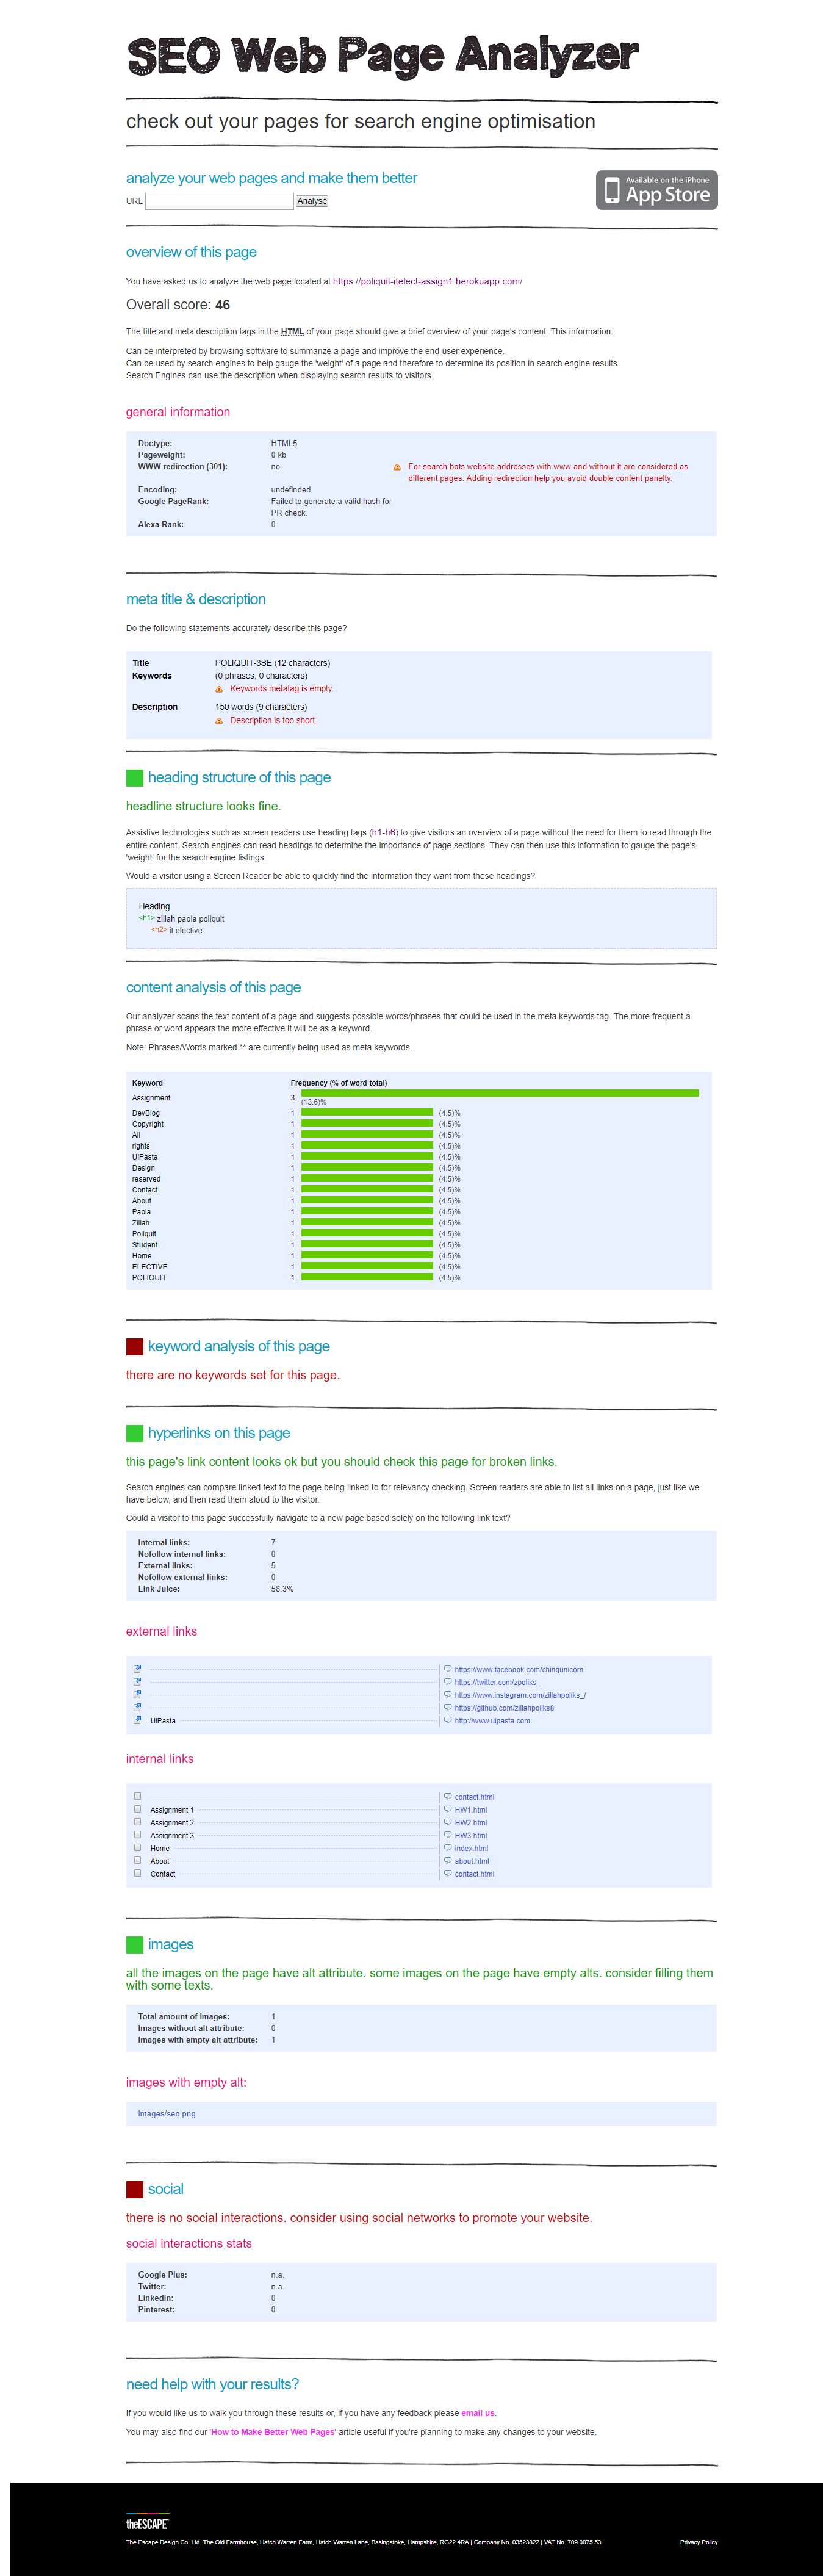 SEO Web Page Analyzer
check out your pages for search engine optimisation
analyze your web pages and make them better
URL Analyse
Available on the iPhone
App Store
overview of this page
You have asked us to analyze the web page located at https://poliquit-itelect-assign1.herokuapp.com/
Overall score: 46
The title and meta description tags in the HTML of your page should give a brief overview of your page's content. This information:
Can be interpreted by browsing software to summarize a page and improve the end-user experience.
Can be used by search engines to help gauge the 'weight' of a page and therefore to determine its position in search engine results.
Search Engines can use the description when displaying search results to visitors.
general information
Doctype: HTML5
Pageweight: 0 kb
WWW redirection (301): no For search bots website addresses with www and without it are considered as
different pages. Adding redirection help you avoid double content panelty.
Encoding: undefinded
Google PageRank: Failed to generate a valid hash for
PR check.
Alexa Rank: 0
meta title & description
Do the following statements accurately describe this page?
Title POLIQUIT-3SE (12 characters)
Keywords (0 phrases, 0 characters)
Keywords metatag is empty.
Description 150 words (9 characters)
Description is too short.
heading structure of this page
headline structure looks fine.
Assistive technologies such as screen readers use heading tags (h1-h6) to give visitors an overview of a page without the need for them to read through the
entire content. Search engines can read headings to determine the importance of page sections. They can then use this information to gauge the page's
'weight' for the search engine listings.
Would a visitor using a Screen Reader be able to quickly find the information they want from these headings?
Heading
<h1> zillah paola poliquit
<h2> it elective
content analysis of this page
Our analyzer scans the text content of a page and suggests possible words/phrases that could be used in the meta keywords tag. The more frequent a
phrase or word appears the more effective it will be as a keyword.
Note: Phrases/Words marked "" are currently being used as meta keywords.
Keyword Frequency (% of word total)
Assignment 3
(13.6)%
DevBlog 1 (4.5)%
Copyright 1 (4.5)%
All 1 (4.5)%
rights 1 (4.5)%
UiPasta 1 (4.5)%
Design 1 (4.5)%
reserved 1 (4.5)%
Contact 1 (4.5)%
About 1 (4.5)%
Paola 1 (4.5)%
Zillah 1 (4.5)%
Poliquit 1 (4.5)%
Student 1 (4.5)%
Home 1 (4.5)%
ELECTIVE 1 (4.5)%
POLIQUIT 1 (4.5)%
keyword analysis of this page
there are no keywords set for this page.
hyperlinks on this page
this page's link content looks ok but you should check this page for broken links.
Search engines can compare linked text to the page being linked to for relevancy checking. Screen readers are able to list all links on a page, just like we
have below, and then read them aloud to the visitor.
Could a visitor to this page successfully navigate to a new page based solely on the following link text?
Internal links: 7
Nofollow internal links: 0
External links: 5
Nofollow external links: 0
Link Juice: 58.3%
external links
https://www.facebook.com/chingunicorn
https://twitter.com/zpoliks_
https://www.instagram.com/zillahpoliks_/
https://github.com/zillahpoliks8
UiPasta http://www.uipasta.com
internal links
contact.html
Assignment 1 HW1.html
Assignment 2 HW2.html
Assignment 3 HW3.html
Home index.html
About about.html
Contact contact.html
images
all the images on the page have alt attribute. some images on the page have empty alts. consider filling them
with some texts.
Total amount of images: 1
Images without alt attribute: 0
Images with empty alt attribute: 1
images with empty alt:
images/seo.png
social
there is no social interactions. consider using social networks to promote your website.
social interactions stats
Google Plus: n.a.
Twitter: n.a.
Linkedin: 0
Pinterest: 0
need help with your results?
If you would like us to walk you through these results or, if you have any feedback please email us.
You may also find our 'How to Make Better Web Pages' article useful if you're planning to make any changes to your website.
theESCAPE
The Escape Design Co. Ltd. The Old Farmhouse, Hatch Warren Farm, Hatch Warren Lane, Basingstoke, Hampshire, RG22 4RA | Company No. 03523822 | VAT No. 709 0075 53 Privacy Policy